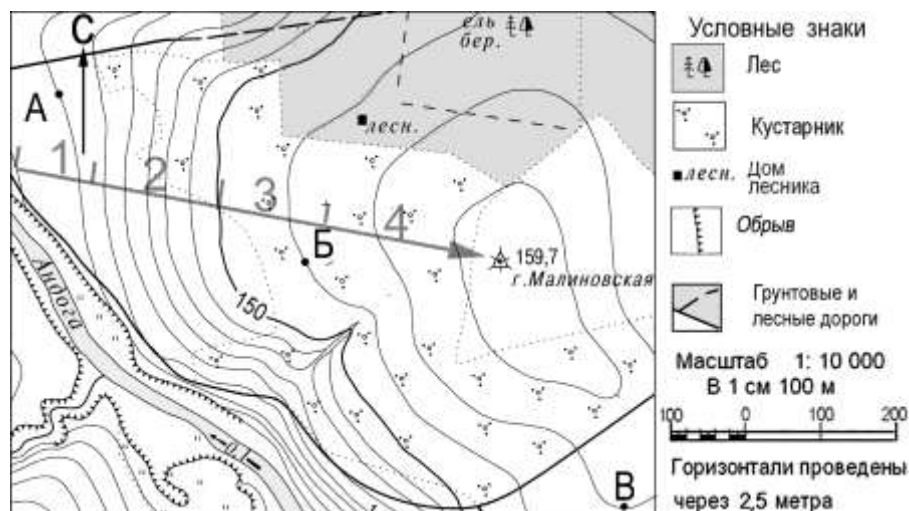 С
ель
бер.
А
лесн.
1
2
3
4
Б
159,7
г.Малиновская
150
Андога
0,1
В
Условные знаки
Лес
Кустарник
лесн. Дом
лесника
Обрыв
Грунтовые и
лесные дороги
Масштаб 1: 10 000
В 1 см 100 м
100 0 100 200
Горизонтали проведены
через 2,5 метра